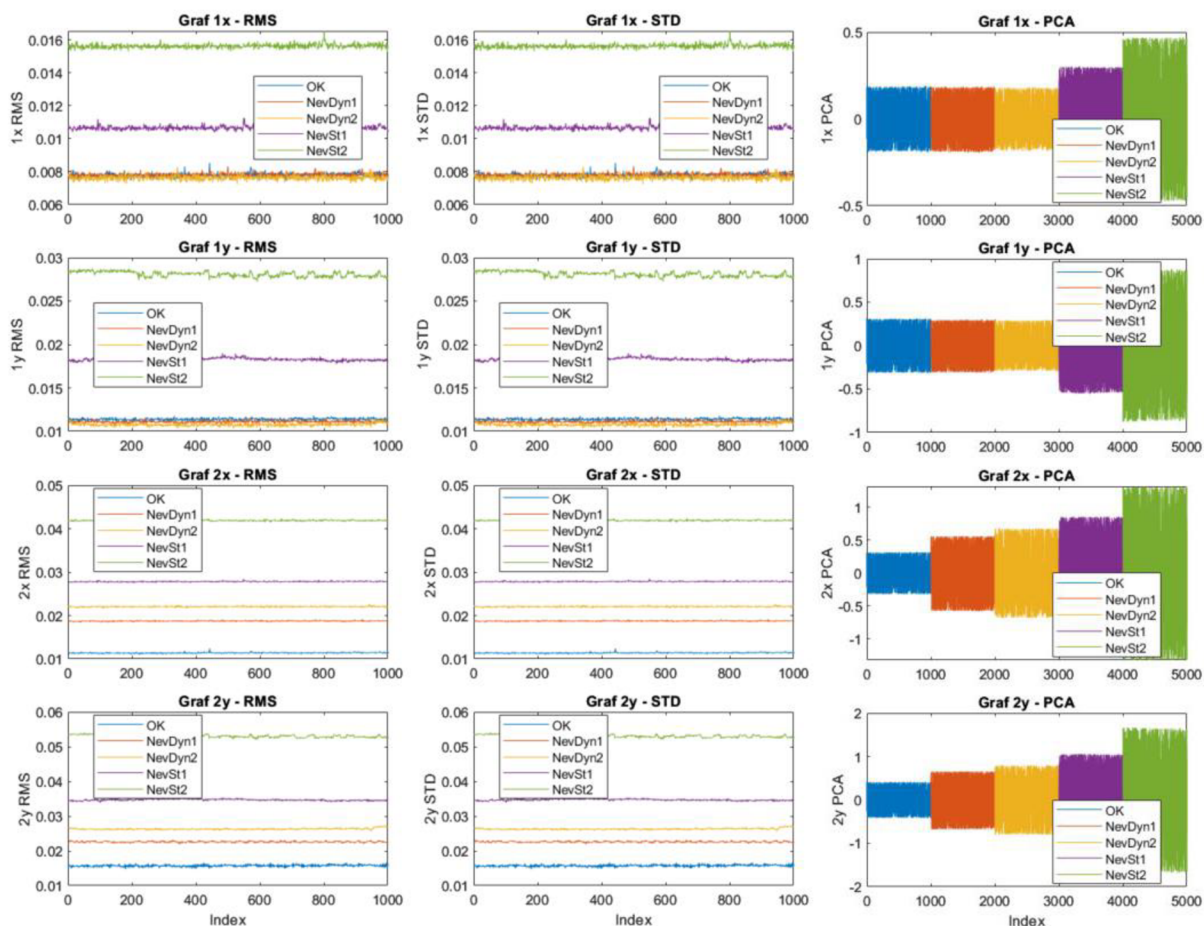 Graf 1x - RMS
0.016
0.014
0.012
0.01
0.008
0.006
1x RMS
OK
NevDyn1
NevDyn2
NevSt1
NevSt2
0 200 400 600 800 1000
Graf 1x - STD
0.016
0.014
0.012
0.01
0.008
0.006
1x STD
OK
NevDyn1
NevDyn2
NevSt1
NevSt2
0 200 400 600 800 1000
Graf 1x - PCA
0.5
0
-0.5
1x PCA
OK
NevDyn1
NevDyn2
NevSt1
NevSt2
0 1000 2000 3000 4000 5000
Graf 1y - RMS
0.03
0.025
0.02
0.015
0.01
1y RMS
OK
NevDyn1
NevDyn2
NevSt1
NevSt2
0 200 400 600 800 1000
Graf 1y - STD
0.03
0.025
0.02
0.015
0.01
1y STD
OK
NevDyn1
NevDyn2
NevSt1
NevSt2
0 200 400 600 800 1000
Graf 1y - PCA
1
0.5
0
-0.5
-1
1y PCA
OK
NevDyn1
NevDyn2
NevSt1
NevSt2
0 1000 2000 3000 4000 5000
Graf 2x - RMS
0.05
0.04
0.03
0.02
0.01
2x RMS
OK
NevDyn1
NevDyn2
NevSt1
NevSt2
0 200 400 600 800 1000
Graf 2x - STD
0.05
0.04
0.03
0.02
0.01
2x STD
OK
NevDyn1
NevDyn2
NevSt1
NevSt2
0 200 400 600 800 1000
Graf 2x - PCA
1
0.5
0
-0.5
-1
2x PCA
OK
NevDyn1
NevDyn2
NevSt1
NevSt2
0 1000 2000 3000 4000 5000
Graf 2y - RMS
0.06
0.05
0.04
0.03
0.02
0.01
2y RMS
OK
NevDyn1
NevDyn2
NevSt1
NevSt2
0 200 400 600 800 1000
Index
Graf 2y - STD
0.06
0.05
0.04
0.03
0.02
0.01
2y STD
OK
NevDyn1
NevDyn2
NevSt1
NevSt2
0 200 400 600 800 1000
Index
Graf 2y - PCA
2
1
0
-1
-2
2y PCA
OK
NevDyn1
NevDyn2
NevSt1
NevSt2
0 1000 2000 3000 4000 5000
Index